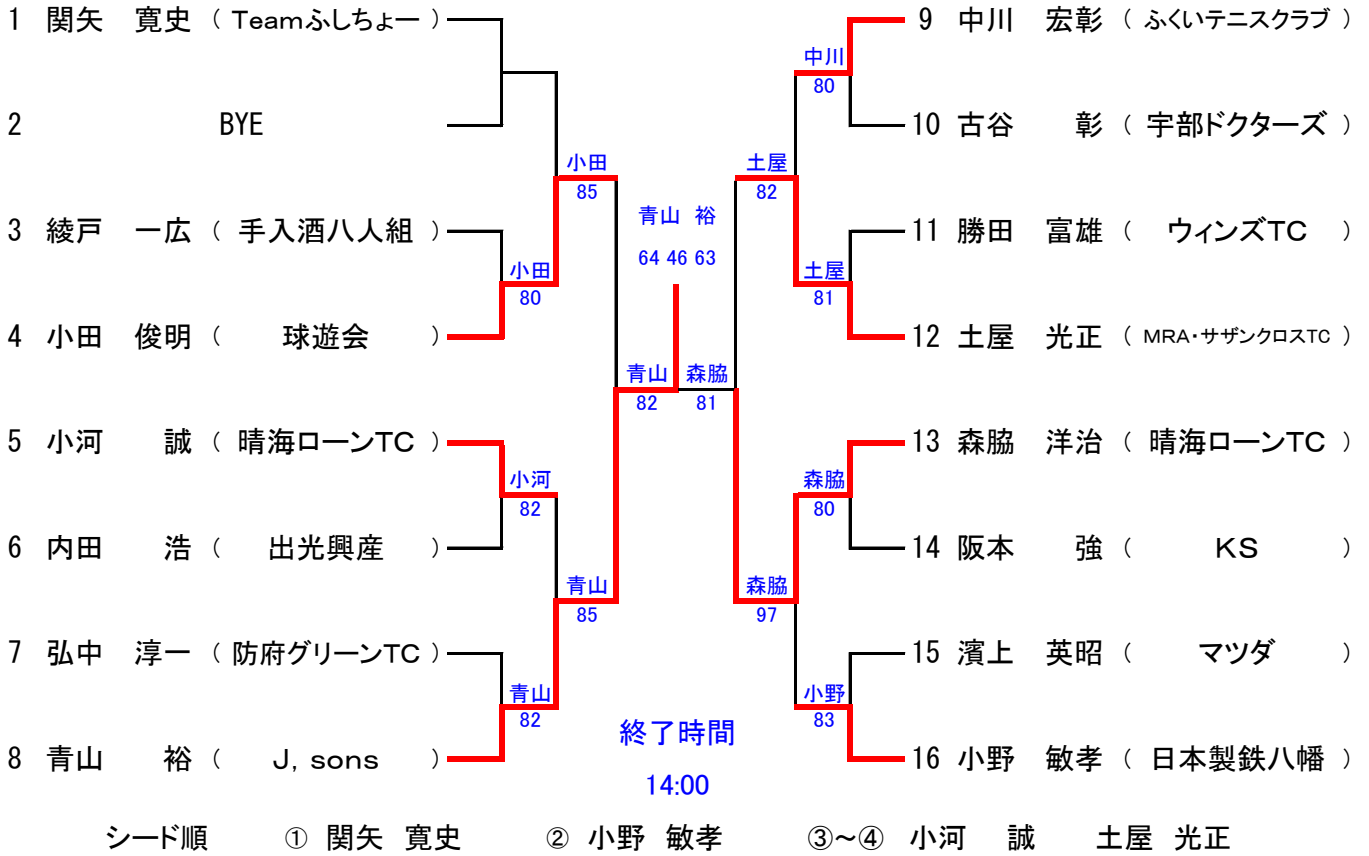 1 関矢 寛史 ( Teamふしちょー )
2 BYE
3 綾戸 一広 ( 手入酒八人組 )
4 小田 俊明 ( 球遊会 )
5 小河 誠 ( 晴海ローンTC )
6 内田 浩 ( 出光興産 )
7 弘中 淳一 ( 防府グリーンTC )
8 青山 裕 ( J, sons )
小田
80
小河
82
青山
82
小田
85
青山
85
青山
82
青山 裕
64 46 63
森脇
81
土屋
82
森脇
97
中川
80
土屋
81
森脇
80
小野
83
9 中川 宏彰 ( ふくいテニスクラブ )
10 古谷 彰 ( 宇部ドクターズ )
11 勝田 富雄 ( ウィンズTC )
12 土屋 光正 ( MRA・サザンクロスTC )
13 森脇 洋治 ( 晴海ローンTC )
14 阪本 強 ( KS )
15 濱上 英昭 ( マツダ )
16 小野 敏孝 ( 日本製鉄八幡 )
終了時間
14:00
シード順 ① 関矢 寛史 ② 小野 敏孝 ③～④ 小河 誠 土屋 光正